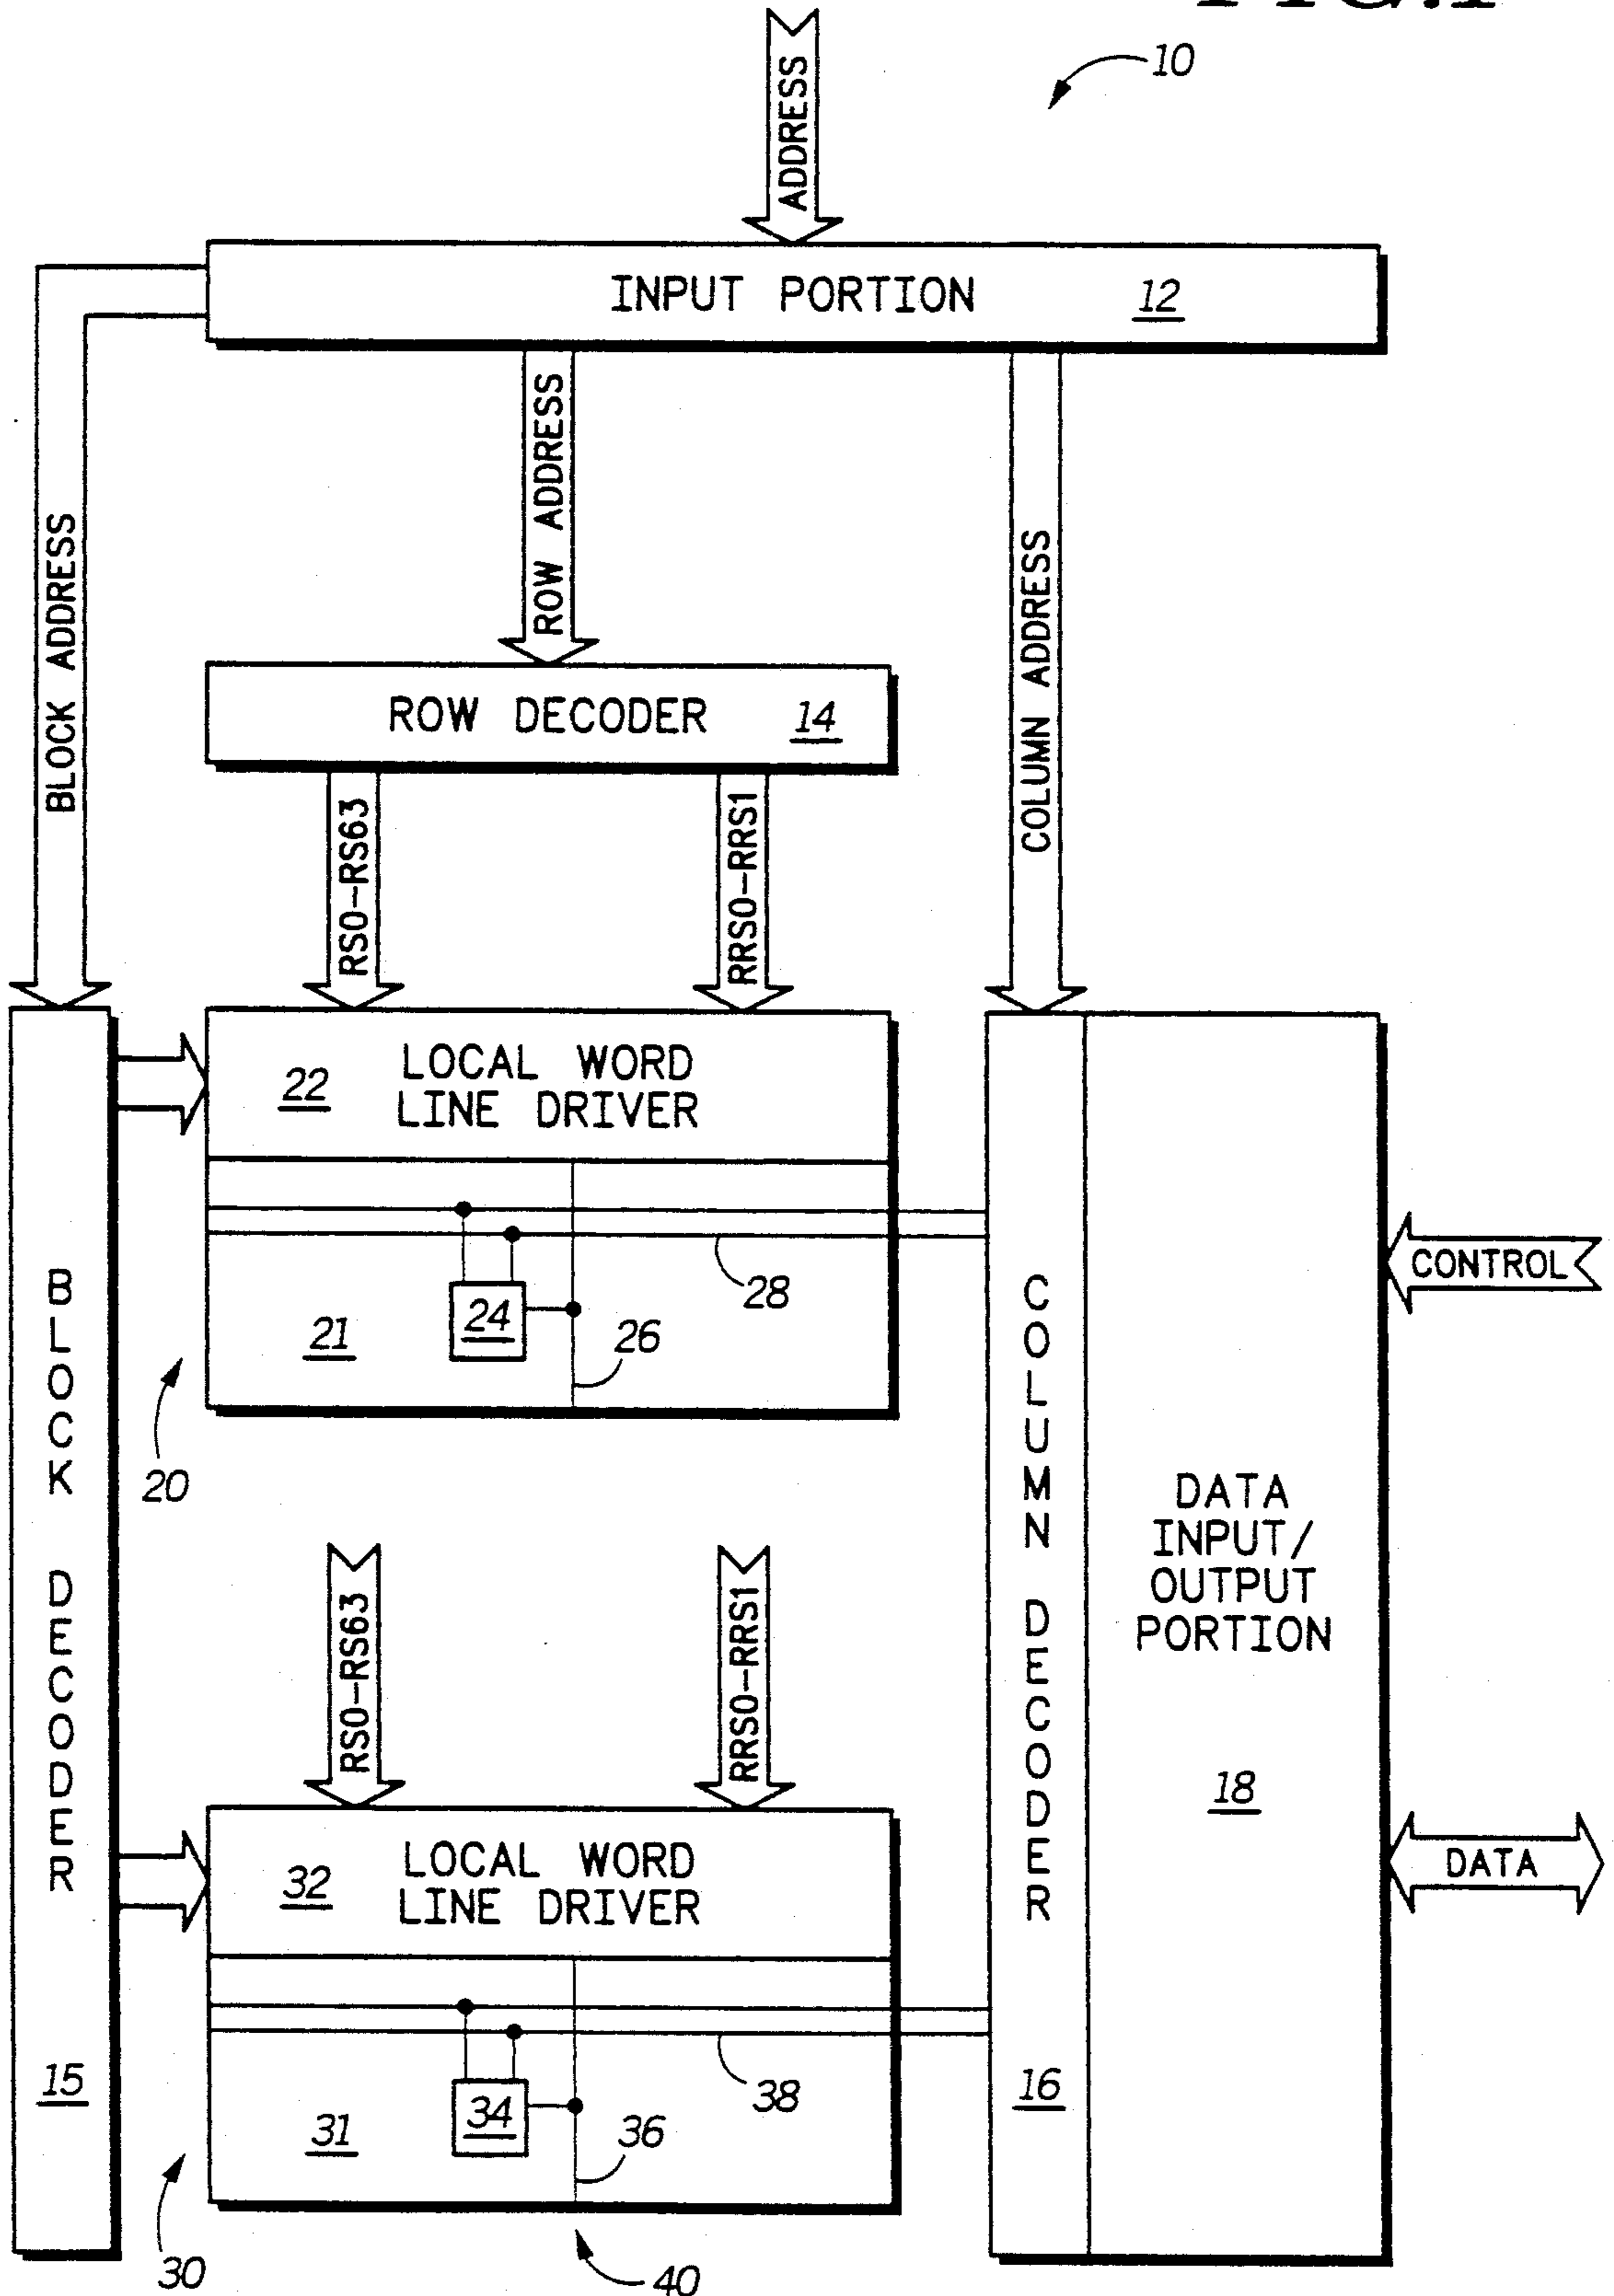 FIG.1
10
ADDRESS
INPUT PORTION 12
BLOCK ADDRESS
ROW ADDRESS
COLUMN ADDRESS
ROW DECODER 14
RS0-RS63
RRS0-RRS1
22 LOCAL WORD
LINE DRIVER
28
24
21
26
20
BLOCK DECODER
15
CONTROL
COLUMN DECODER
16
DATA
INPUT/
OUTPUT
PORTION
18
DATA
RS0-RS63
RRS0-RRS1
32 LOCAL WORD
LINE DRIVER
38
34
31
36
30
40